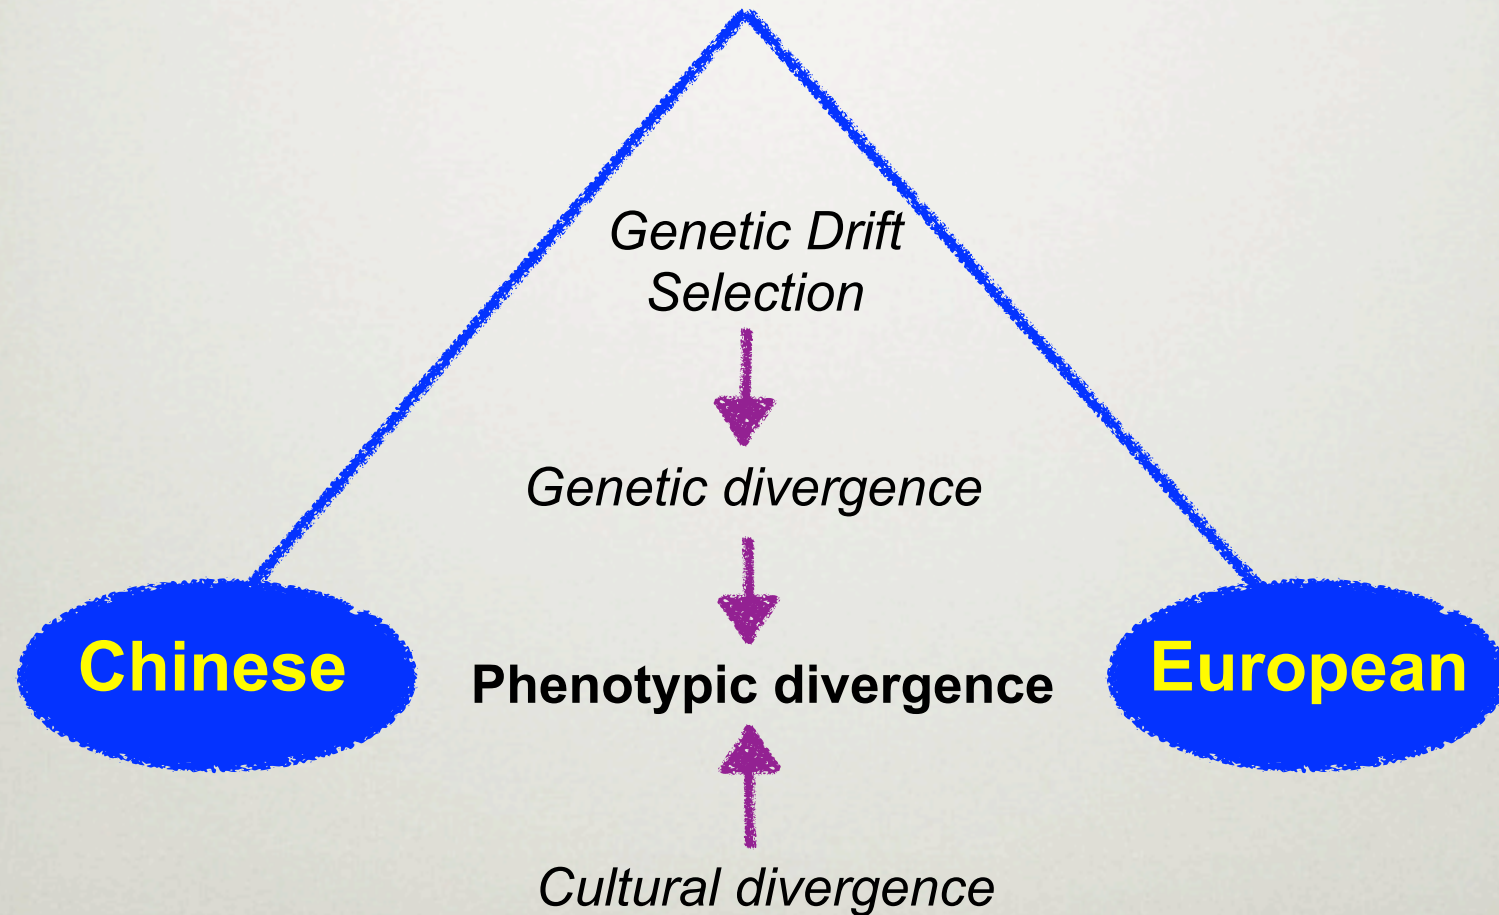 Genetic Drift
Selection
Genetic divergence
Chinese
Phenotypic divergence
European
Cultural divergence